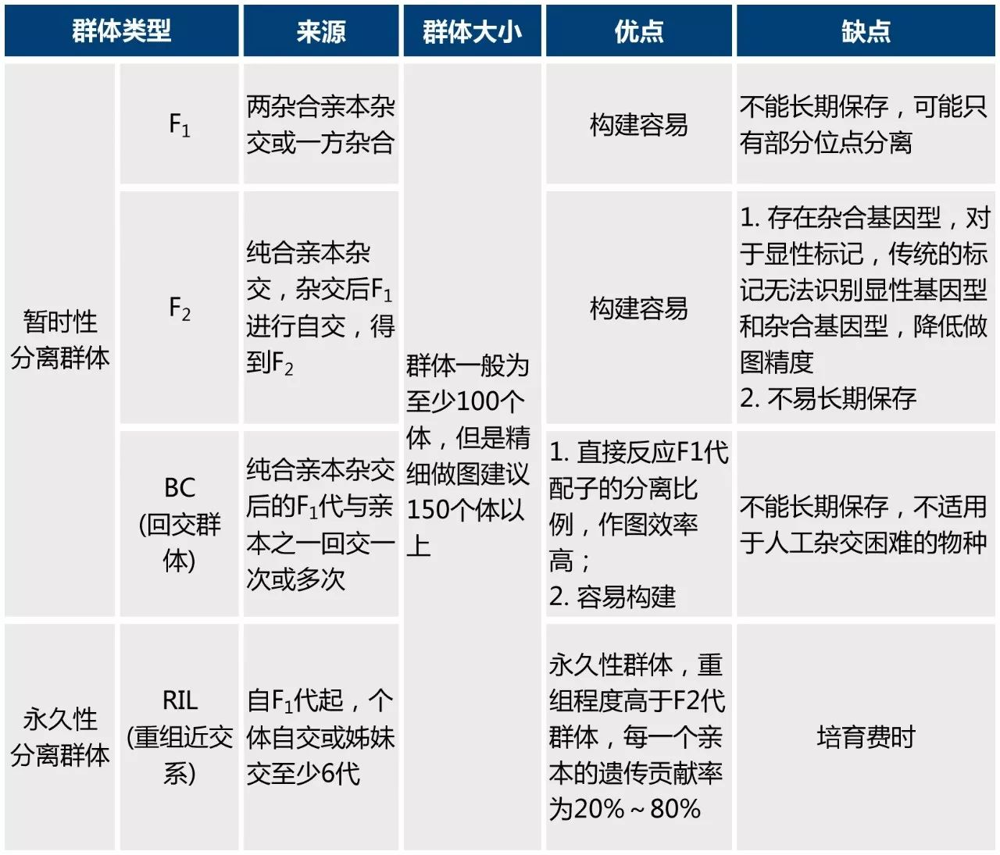 群体类型
来源
群体大小
优点
缺点
暂时性
分离群体
F₁
两杂合亲本杂
交或一方杂合
群体一般为
至少100个
体，但是精
细做图建议
150个体以
上
构建容易
不能长期保存，可能只
有部分位点分离
F₂
纯合亲本杂
交，杂交后F₁
进行自交，得
到F₂
构建容易
1. 存在杂合基因型，对
于显性标记，传统的标
记无法识别显性基因型
和杂合基因型，降低做
图精度
2. 不易长期保存
BC
(回交群
体)
纯合亲本杂交
后的F₁代与亲
本之一回交一
次或多次
1. 直接反应F1代
配子的分离比
例，作图效率
高；
2. 容易构建
不能长期保存，不适用
于人工杂交困难的物种
永久性
分离群体
RIL
(重组近交
系)
自F₁代起，个
体自交或姊妹
交至少6代
永久性群体，重
组程度高于F2代
群体，每一个亲
本的遗传贡献率
为20%～80%
培育费时